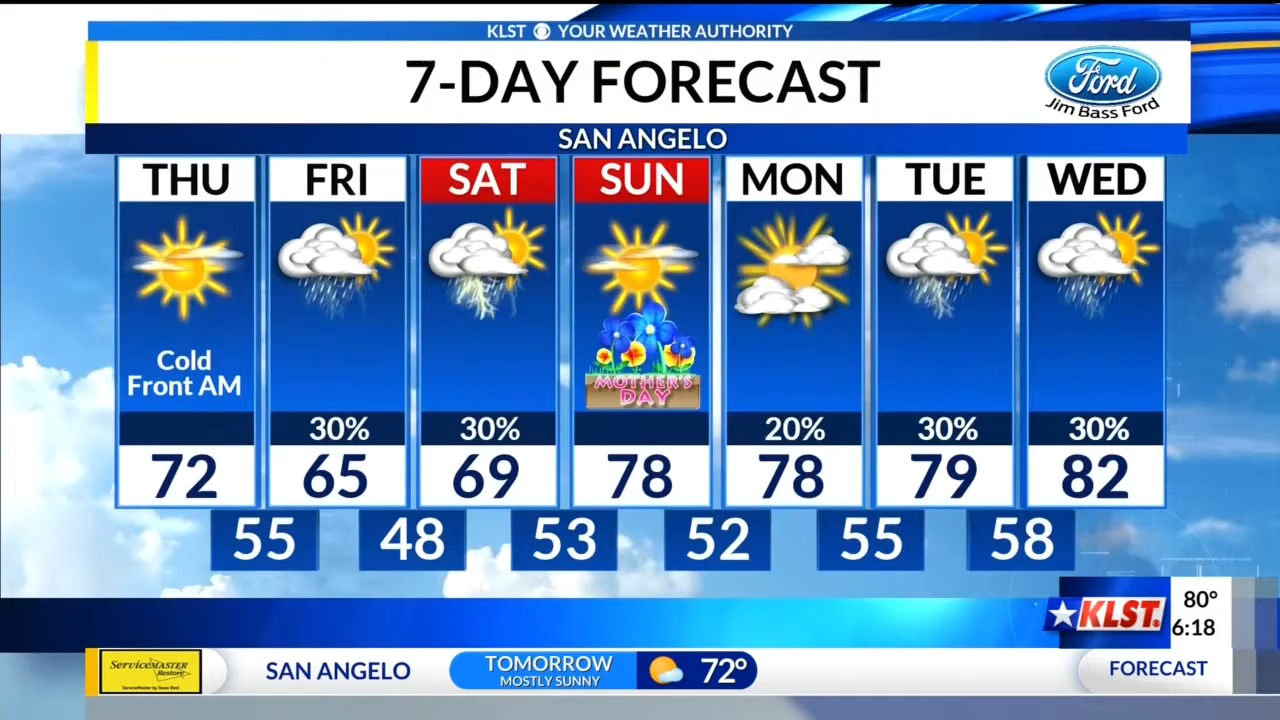 KLST YOUR WEATHER AUTHORITY
7-DAY FORECAST
Ford
Jim Bass Ford
SAN ANGELO
THU FRI SAT SUN MON TUE WED
Cold
Front AM
MOTHER'S
DAY
30% 30% 20% 30% 30%
72 65 69 78 78 79 82
55 48 53 52 55 58
KLST
80°
6:18
ServiceMASTER
Restore
SAN ANGELO
TOMORROW
MOSTLY SUNNY
72°
FORECAST